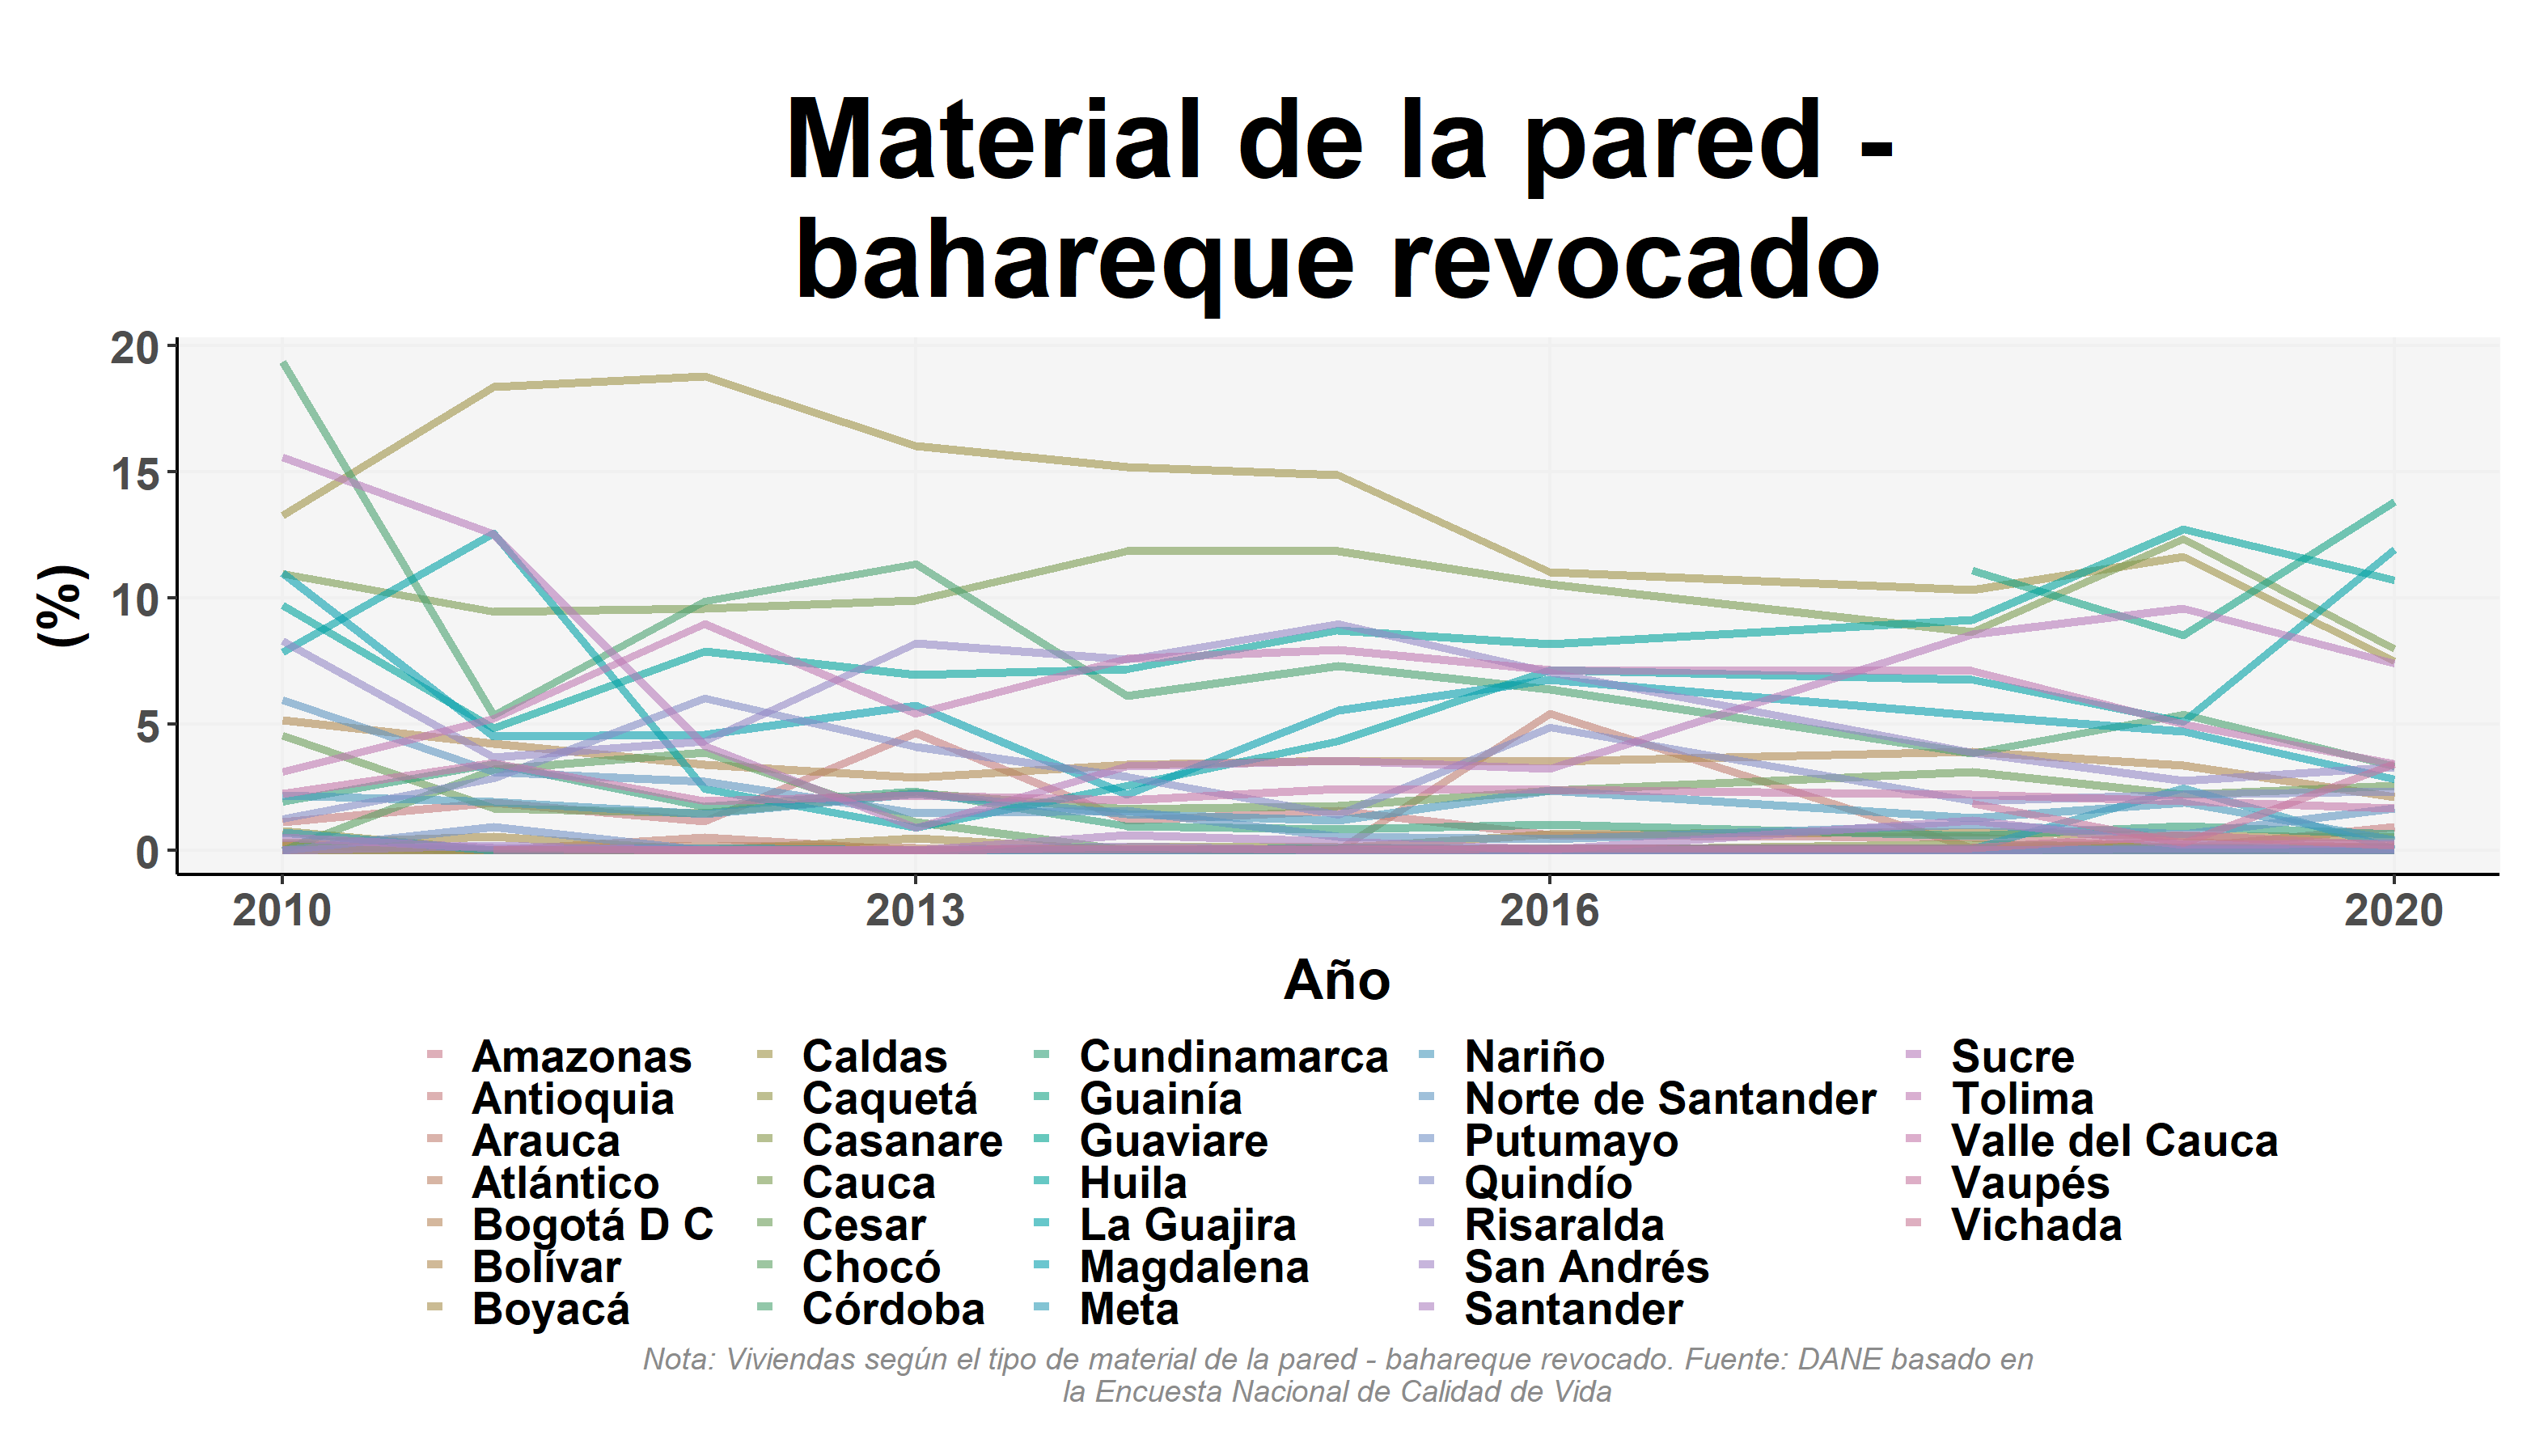 Material de la pared -
bahareque revocado
20
15
10
5
0
(%)
2010 2013 2016 2020
Año
Amazonas Caldas Cundinamarca Nariño Sucre
Antioquia Caquetá Guainía Norte de Santander Tolima
Arauca Casanare Guaviare Putumayo Valle del Cauca
Atlántico Cauca Huila Quindío Vaupés
Bogotá D C Cesar La Guajira Risaralda Vichada
Bolívar Chocó Magdalena San Andrés
Boyacá Córdoba Meta Santander
Nota: Viviendas según el tipo de material de la pared - bahareque revocado. Fuente: DANE basado en
la Encuesta Nacional de Calidad de Vida